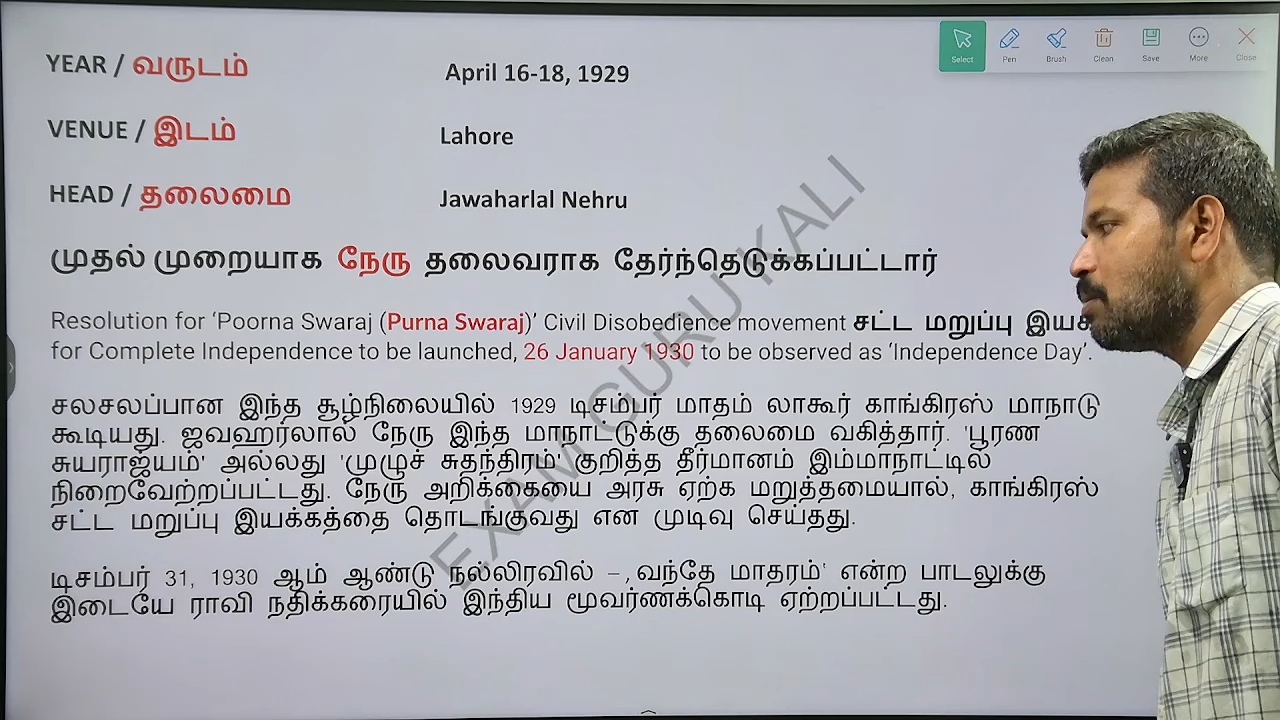 YEAR / வருடம் April 16-18, 1929
VENUE / இடம் Lahore
HEAD / தலைமை Jawaharlal Nehru
முதல் முறையாக நேரு தலைவராக தேர்ந்தெடுக்கப்பட்டார்
Resolution for ‘Poorna Swaraj (Purna Swaraj)’ Civil Disobedience movement சட்ட மறுப்பு
for Complete Independence to be launched, 26 January 1930 to be observed as ‘Independence Day’.
சலசலப்பான இந்த சூழ்நிலையில் 1929 டிசம்பர் மாதம் லாகூர் காங்கிரஸ் மாநாடு
கூடியது. ஜவஹர்லால் நேரு இந்த மாநாட்டுக்கு தலைமை வகித்தார். 'பூரண
சுயராஜ்யம்' அல்லது 'முழுச் சுதந்திரம்' குறித்த தீர்மானம் இம்மாநாட்டில்
நிறைவேற்றப்பட்டது. நேரு அறிக்கையை அரசு ஏற்க மறுத்தமையால், காங்கிரஸ்
சட்ட மறுப்பு இயக்கத்தை தொடங்குவது என முடிவு செய்தது.
டிசம்பர் 31, 1930 ஆம் ஆண்டு நல்லிரவில் – ,வந்தே மாதரம்‛ என்ற பாடலுக்கு
இடையே ராவி நதிக்கரையில் இந்திய மூவர்ணக்கொடி ஏற்றப்பட்டது.
EXAM GURU KALI
Select Pen Brush Clean Save More Close